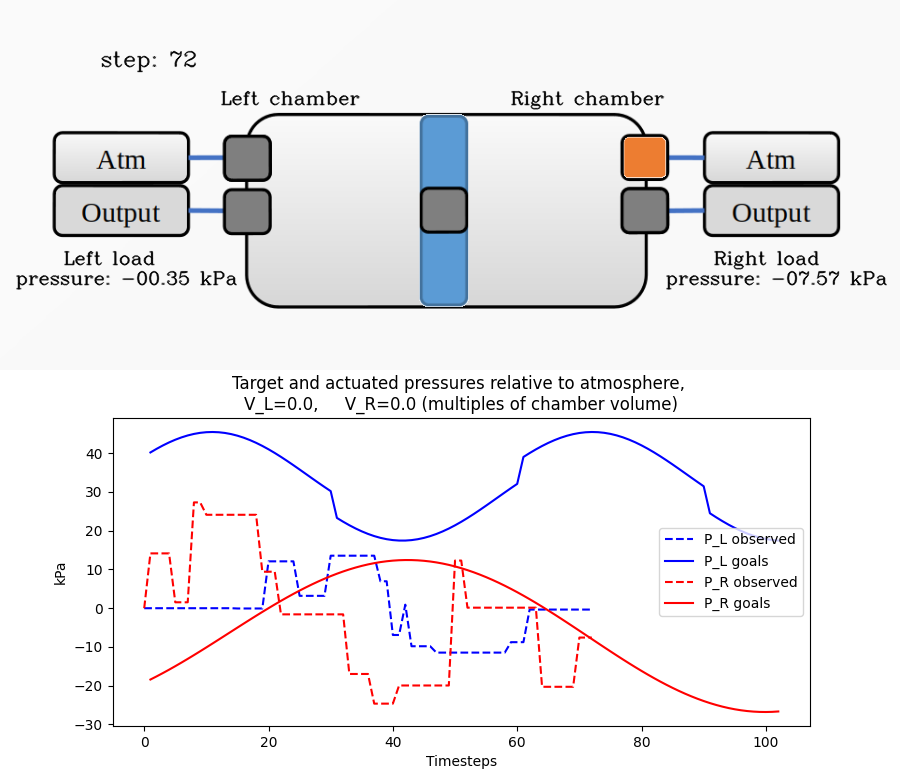 step: 72
Left chamber
Right chamber
Atm
Atm
Output
Output
Left load
pressure: −00.35 kPa
Right load
pressure: −07.57 kPa
Target and actuated pressures relative to atmosphere,
V_L=0.0,     V_R=0.0 (multiples of chamber volume)
kPa
40
30
20
10
0
−10
−20
−30
P_L observed
P_L goals
P_R observed
P_R goals
0 20 40 60 80 100
Timesteps